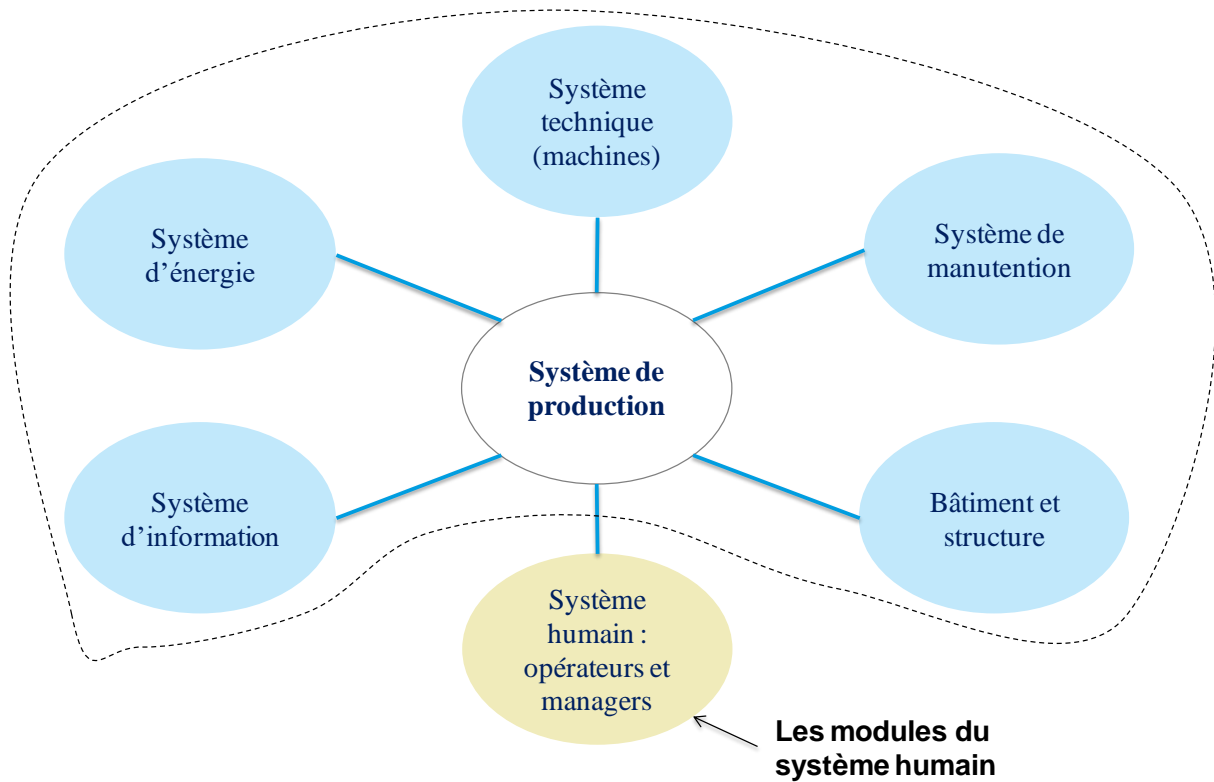 Système
technique
(machines)
Système
d’énergie
Système de
manutention
Système de
production
Système
d’information
Bâtiment et
structure
Système
humain :
opérateurs et
managers
Les modules du
système humain